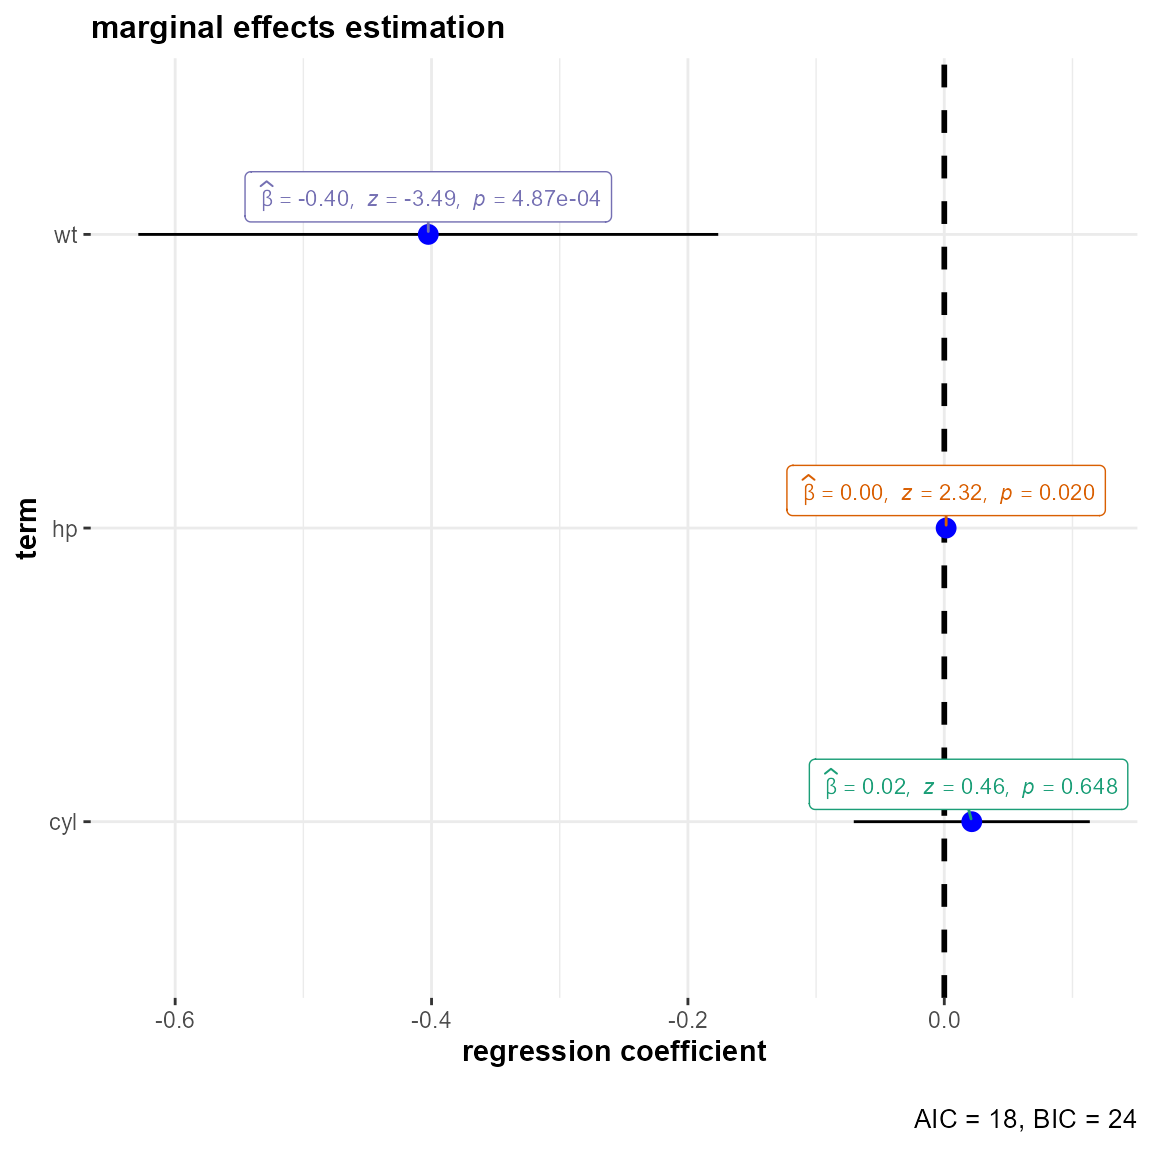 marginal effects estimation
β̂ = -0.40, z = -3.49, p = 4.87e-04
wt
term
β̂ = 0.00, z = 2.32, p = 0.020
hp
β̂ = 0.02, z = 0.46, p = 0.648
cyl
-0.6 -0.4 -0.2 0.0
regression coefficient
AIC = 18, BIC = 24